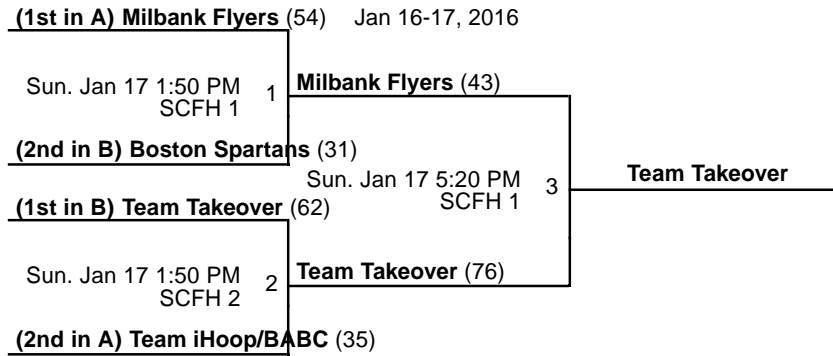 (1st in A) Milbank Flyers (54) Jan 16-17, 2016
Sun. Jan 17 1:50 PM
SCFH 1
1
Milbank Flyers (43)
(2nd in B) Boston Spartans (31)
Sun. Jan 17 5:20 PM
SCFH 1
3
Team Takeover
(1st in B) Team Takeover (62)
Sun. Jan 17 1:50 PM
SCFH 2
2
Team Takeover (76)
(2nd in A) Team iHoop/BABC (35)